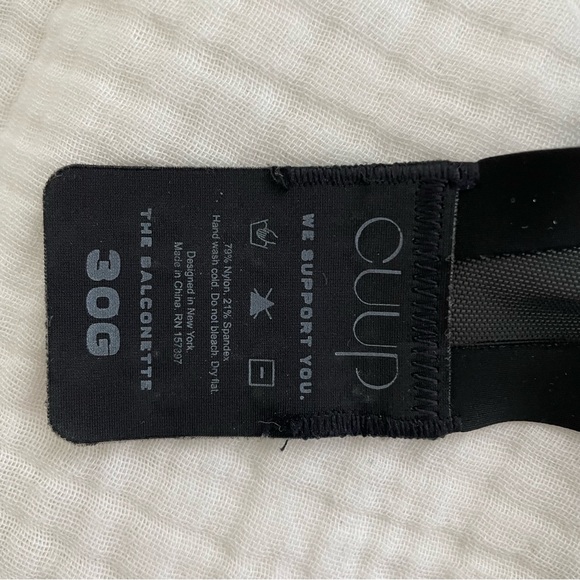 cuup
WE SUPPORT YOU.
79% Nylon, 21% Spandex
Hand wash cold. Do not bleach. Dry flat.
Designed in New York
Made in China. RN 157397
THE BALCONETTE
30G